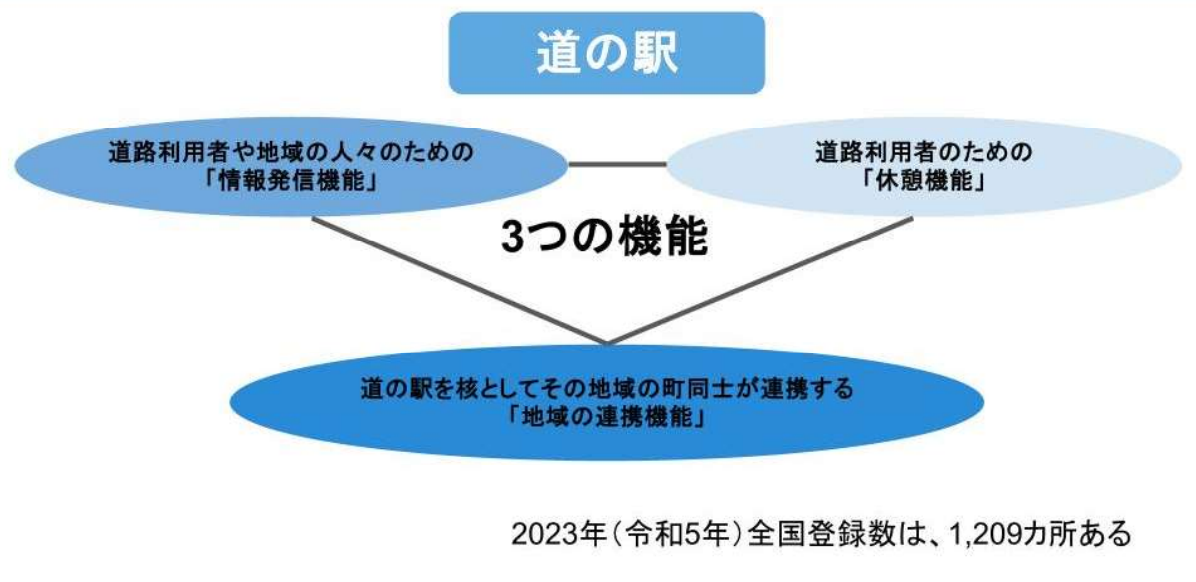 道の駅
道路利用者や地域の人々のための
「情報発信機能」
道路利用者のための
「休憩機能」
3つの機能
道の駅を核としてその地域の町同士が連携する
「地域の連携機能」
2023年(令和5年)全国登録数は、1,209カ所ある